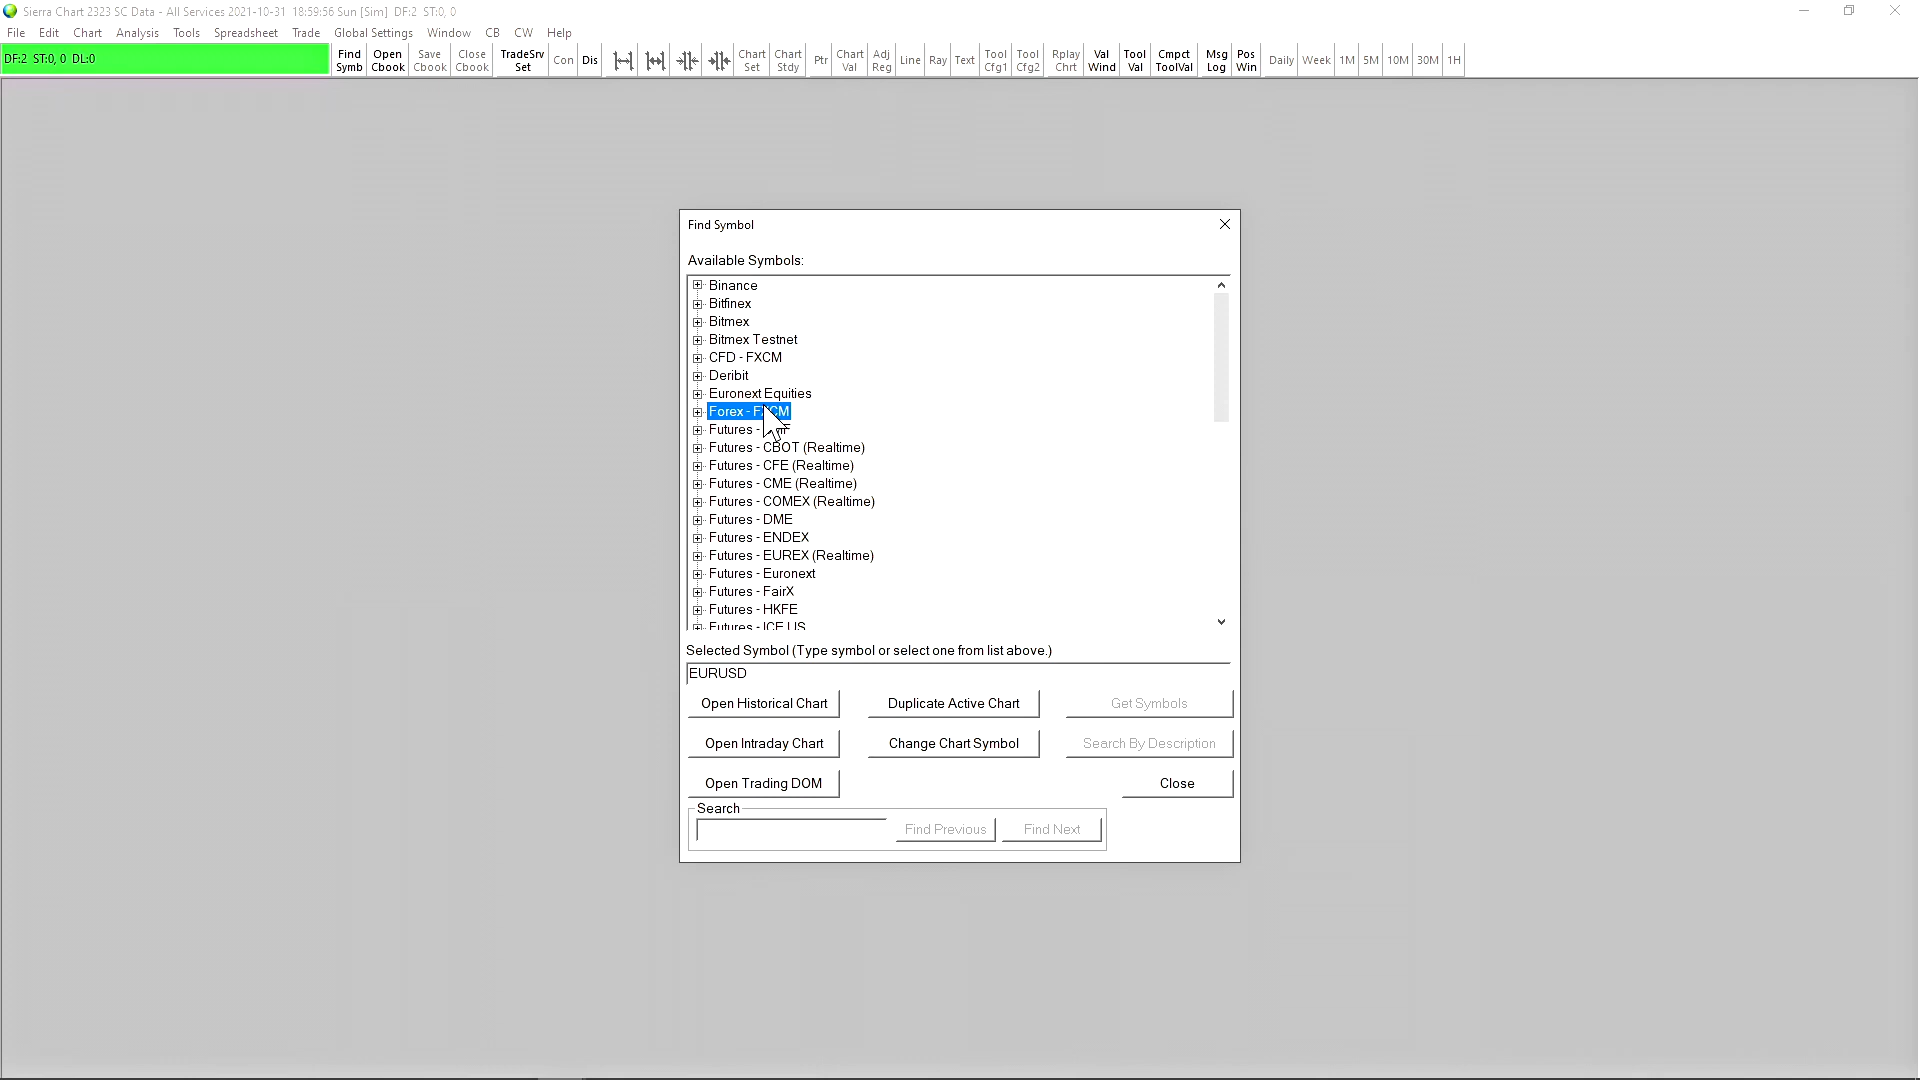 Sierra Chart 2323 SC Data - All Services 2021-10-31 18:59:56 Sun [Sim] DF:2 ST:0, 0
File Edit Chart Analysis Tools Spreadsheet Trade Global Settings Window CB CW Help
DF:2 ST:0, 0 DL:0
Find Symb Open Cbook Save Cbook Close Cbook TradeSrv Set Con Dis Chart Set Chart Stdy Ptr Chart Val Adj Reg Line Ray Text Tool Cfg1 Tool Cfg2 Rplay Chrt Val Wind Tool Val Cmpct ToolVal Msg Log Pos Win Daily Week 1M 5M 10M 30M 1H
Find Symbol
Available Symbols:
Binance
Bitfinex
Bitmex
Bitmex Testnet
CFD - FXCM
Deribit
Euronext Equities
Forex - FXCM
Futures -
Futures - CBOT (Realtime)
Futures - CFE (Realtime)
Futures - CME (Realtime)
Futures - COMEX (Realtime)
Futures - DME
Futures - ENDEX
Futures - EUREX (Realtime)
Futures - Euronext
Futures - FairX
Futures - HKFE
Futures - ICE US
Selected Symbol (Type symbol or select one from list above.)
EURUSD
Open Historical Chart Duplicate Active Chart Get Symbols
Open Intraday Chart Change Chart Symbol Search By Description
Open Trading DOM Close
Search
Find Previous Find Next